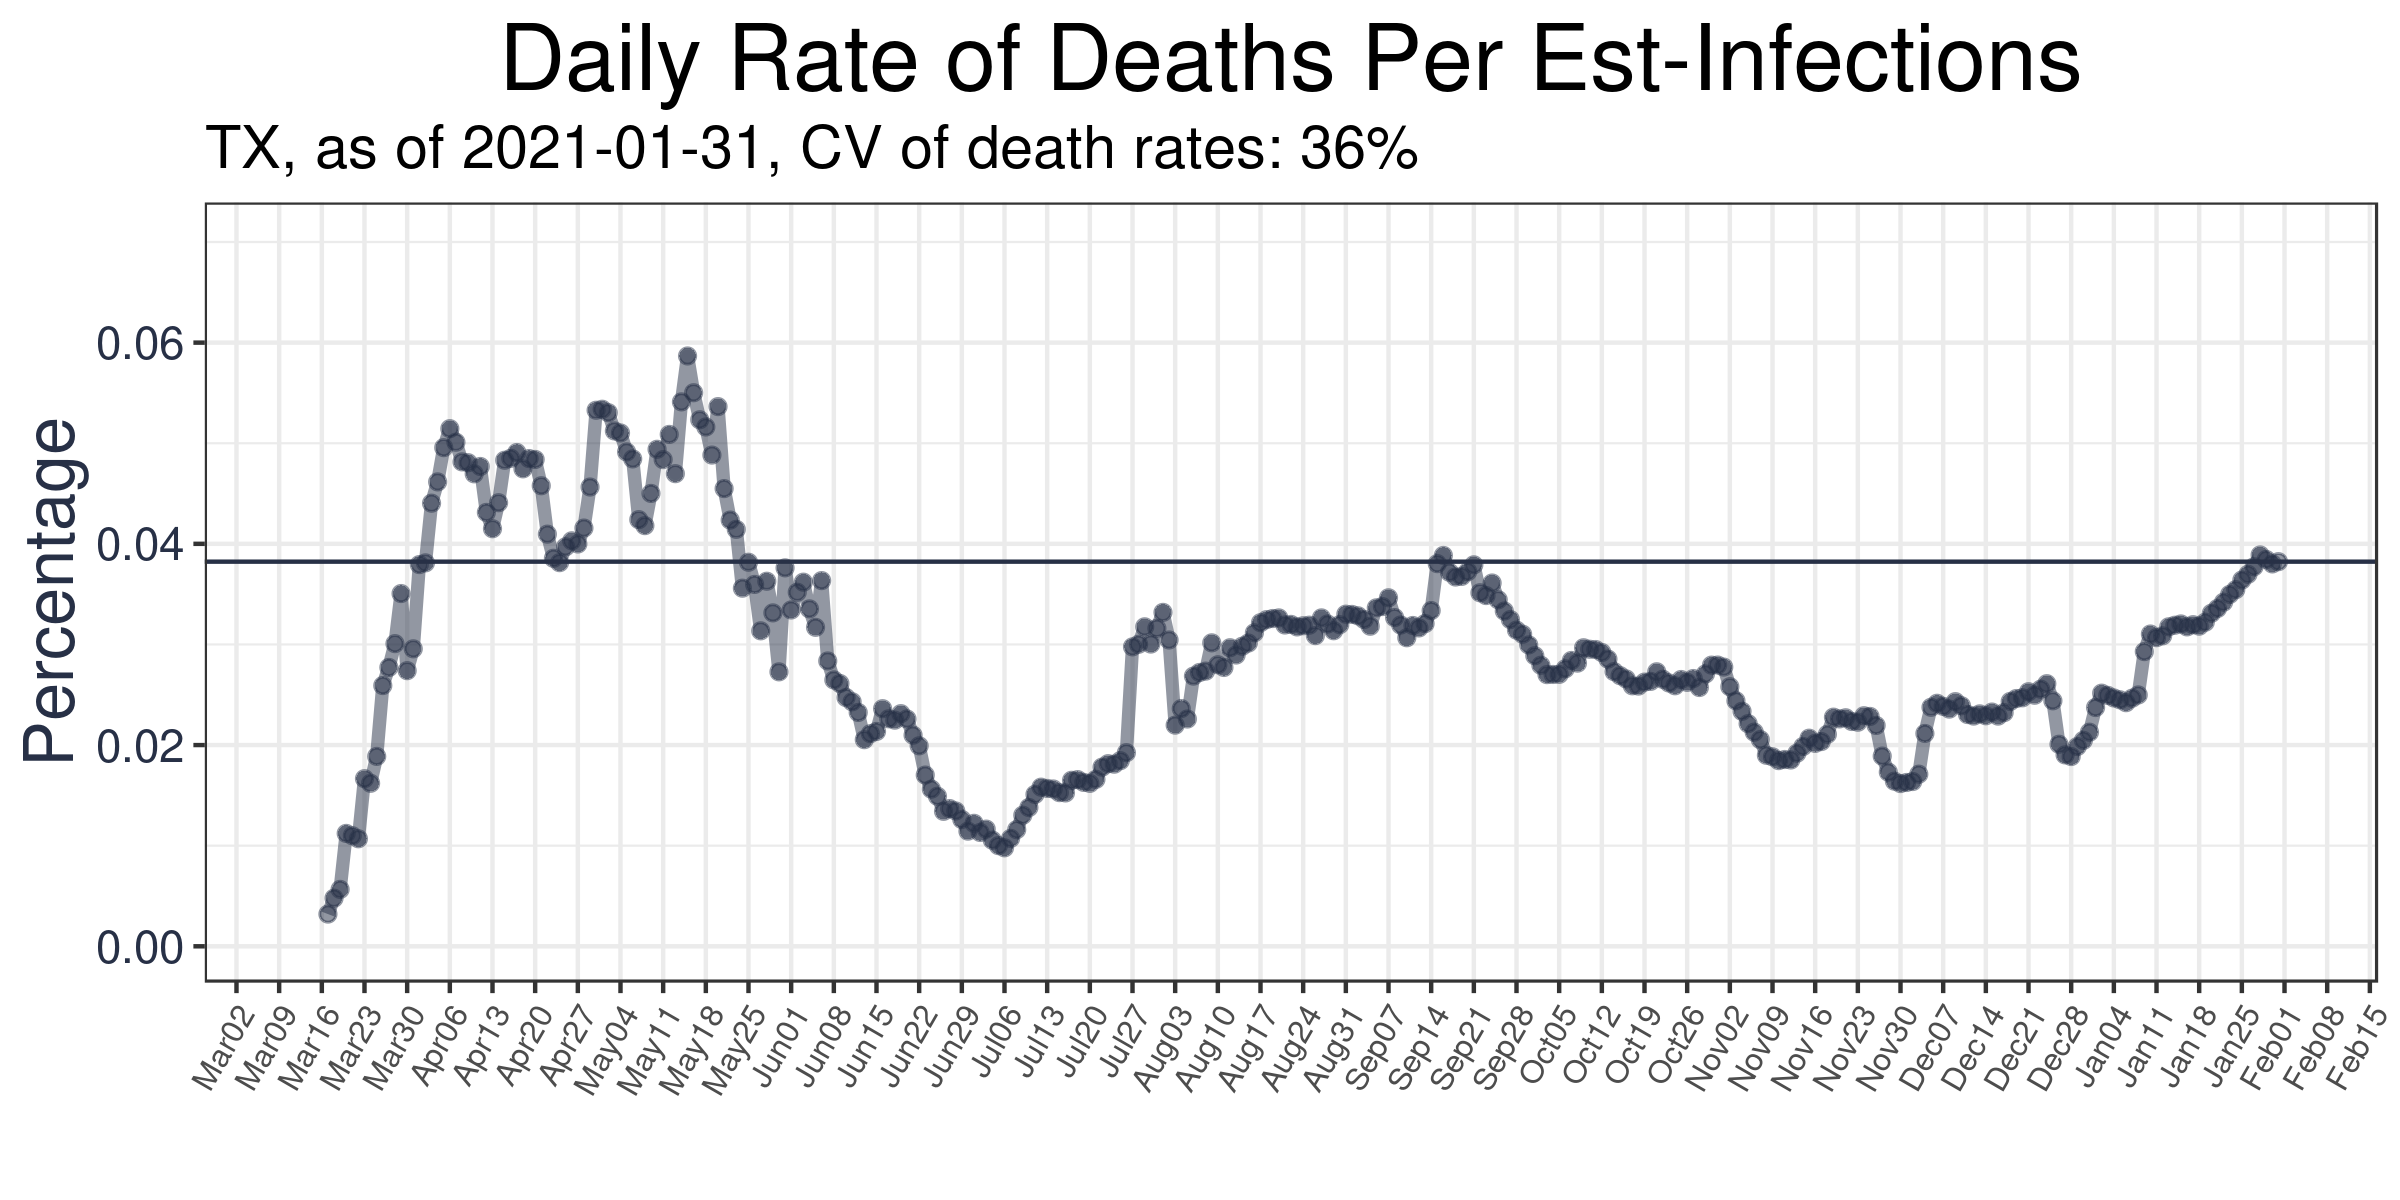 Daily Rate of Deaths Per Est-Infections
TX, as of 2021-01-31, CV of death rates: 36%
Percentage
0.06
0.04
0.02
0.00
Mar02
Mar09
Mar16
Mar23
Mar30
Apr06
Apr13
Apr20
Apr27
May04
May11
May18
May25
Jun01
Jun08
Jun15
Jun22
Jun29
Jul06
Jul13
Jul20
Jul27
Aug03
Aug10
Aug17
Aug24
Aug31
Sep07
Sep14
Sep21
Sep28
Oct05
Oct12
Oct19
Oct26
Nov02
Nov09
Nov16
Nov23
Nov30
Dec07
Dec14
Dec21
Dec28
Jan04
Jan11
Jan18
Jan25
Feb01
Feb08
Feb15